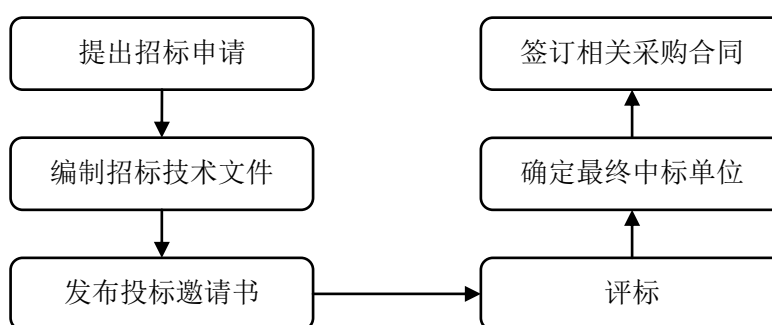 提出招标申请
编制招标技术文件
发布投标邀请书
评标
确定最终中标单位
签订相关采购合同